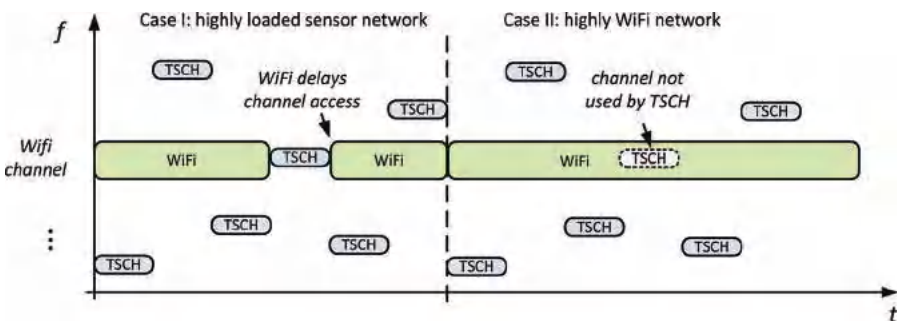 Case I: highly loaded sensor network
Case II: highly WiFi network
f
TSCH
WiFi delays
channel access
TSCH
TSCH
channel not
used by TSCH
TSCH
Wifi
channel
WiFi
TSCH
WiFi
WiFi
TSCH
⋮
TSCH
TSCH
TSCH
TSCH
TSCH
TSCH
t